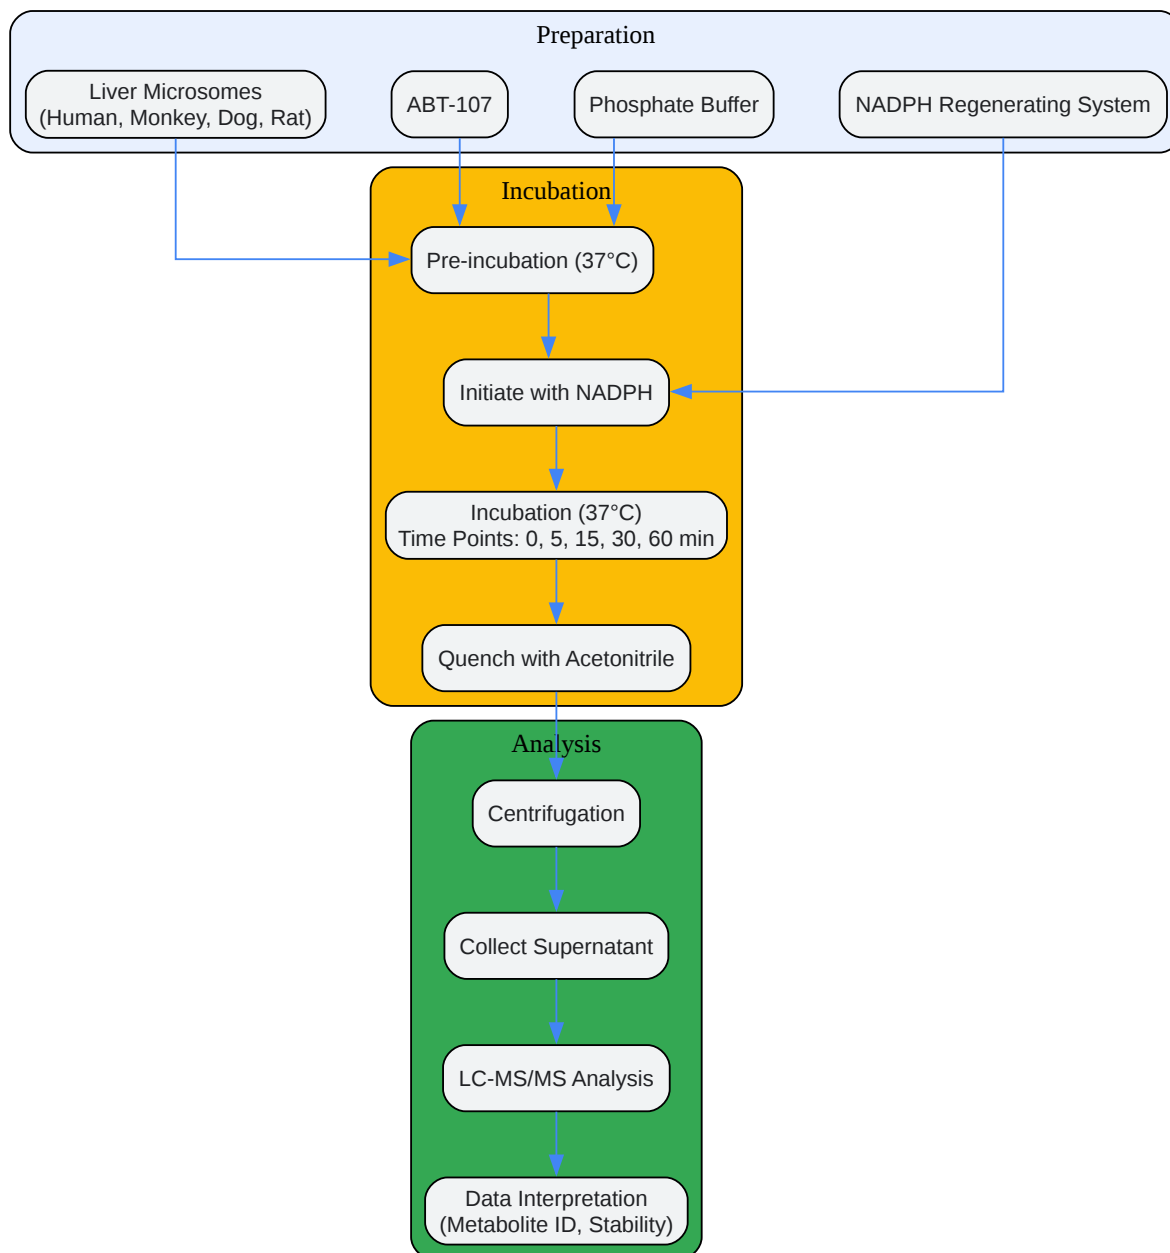 Preparation
Liver Microsomes
(Human, Monkey, Dog, Rat)
ABT-107
Phosphate Buffer
NADPH Regenerating System
Incubation
Pre-incubation (37°C)
Initiate with NADPH
Incubation (37°C)
Time Points: 0, 5, 15, 30, 60 min
Quench with Acetonitrile
Analysis
Centrifugation
Collect Supernatant
LC-MS/MS Analysis
Data Interpretation
(Metabolite ID, Stability)